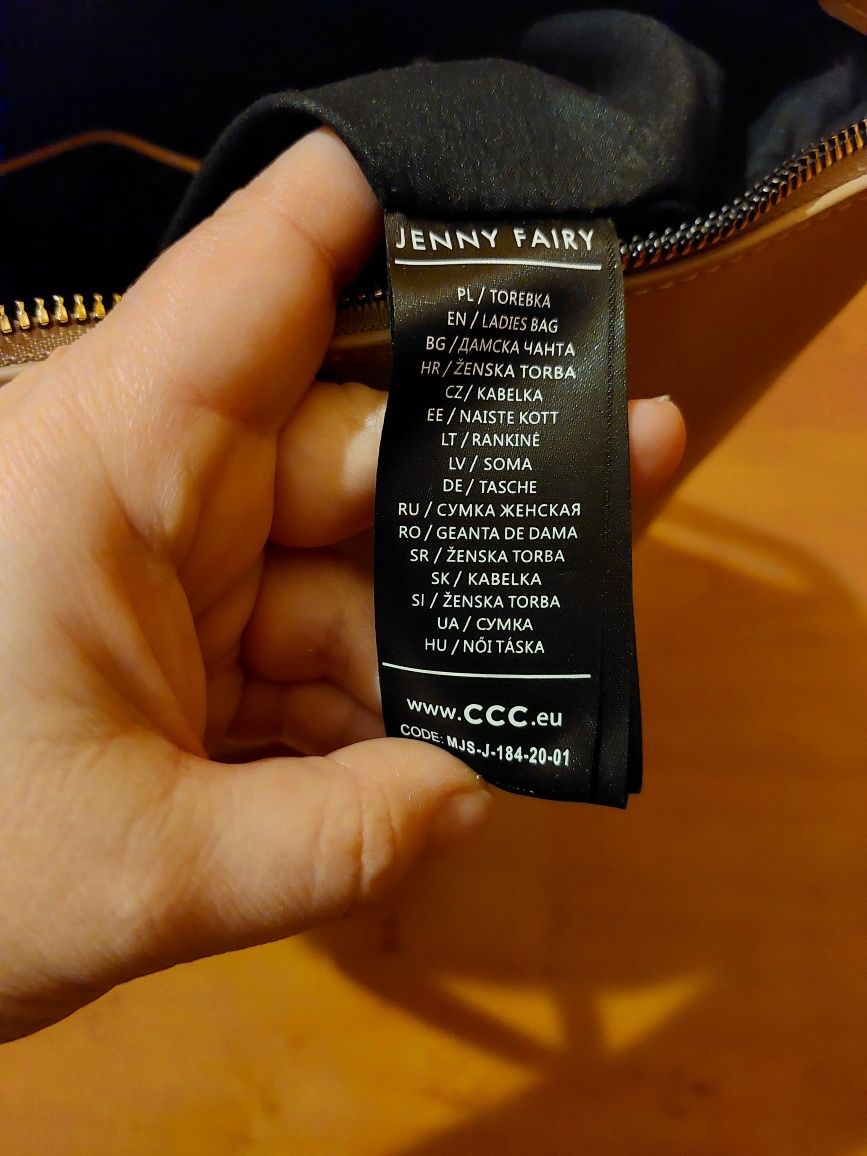 JENNY FAIRY
PL / TOREBKA
EN / LADIES BAG
BG / ДАМСКА ЧАНТА
HR / ŽENSKA TORBA
CZ / KABELKA
EE / NAISTE KOTT
LT / RANKINĖ
LV / SOMA
DE / TASCHE
RU / СУМКА ЖЕНСКАЯ
RO / GEANTA DE DAMA
SR / ŽENSKA TORBA
SK / KABELKA
SI / ŽENSKA TORBA
UA / СУМКА
HU / NŐI TÁSKA
www.CCC.eu
CODE: MJS-J-184-20-01